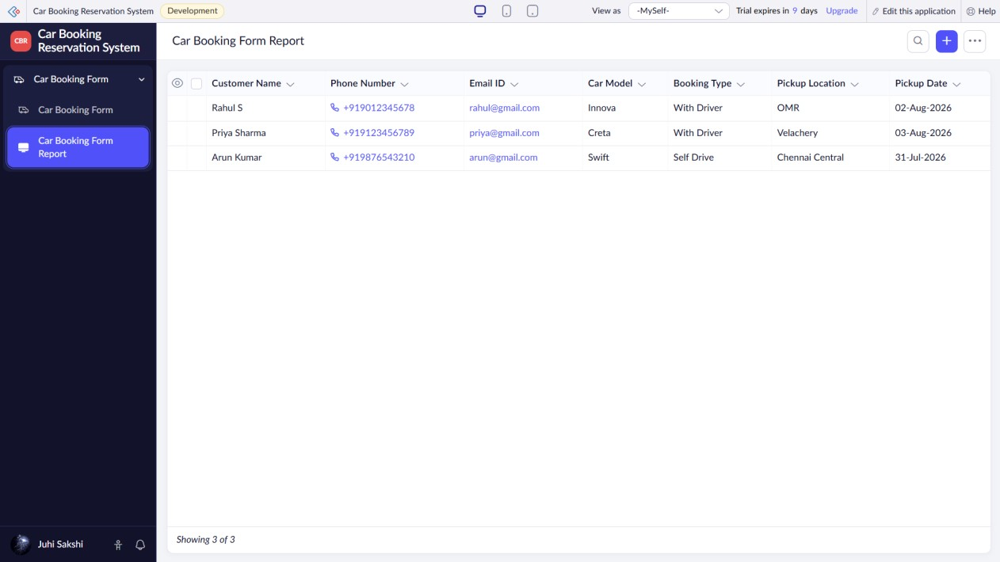 Car Booking Reservation System Development View as -MySelf- Trial expires in 9 days Upgrade Edit this application Help
CBR
Car Booking
Reservation System
Car Booking Form
Car Booking Form
Car Booking Form
Report
Juhi Sakshi
Car Booking Form Report
Customer Name Phone Number Email ID Car Model Booking Type Pickup Location Pickup Date
Rahul S +919012345678 rahul@gmail.com Innova With Driver OMR 02-Aug-2026
Priya Sharma +919123456789 priya@gmail.com Creta With Driver Velachery 03-Aug-2026
Arun Kumar +919876543210 arun@gmail.com Swift Self Drive Chennai Central 31-Jul-2026
Showing 3 of 3